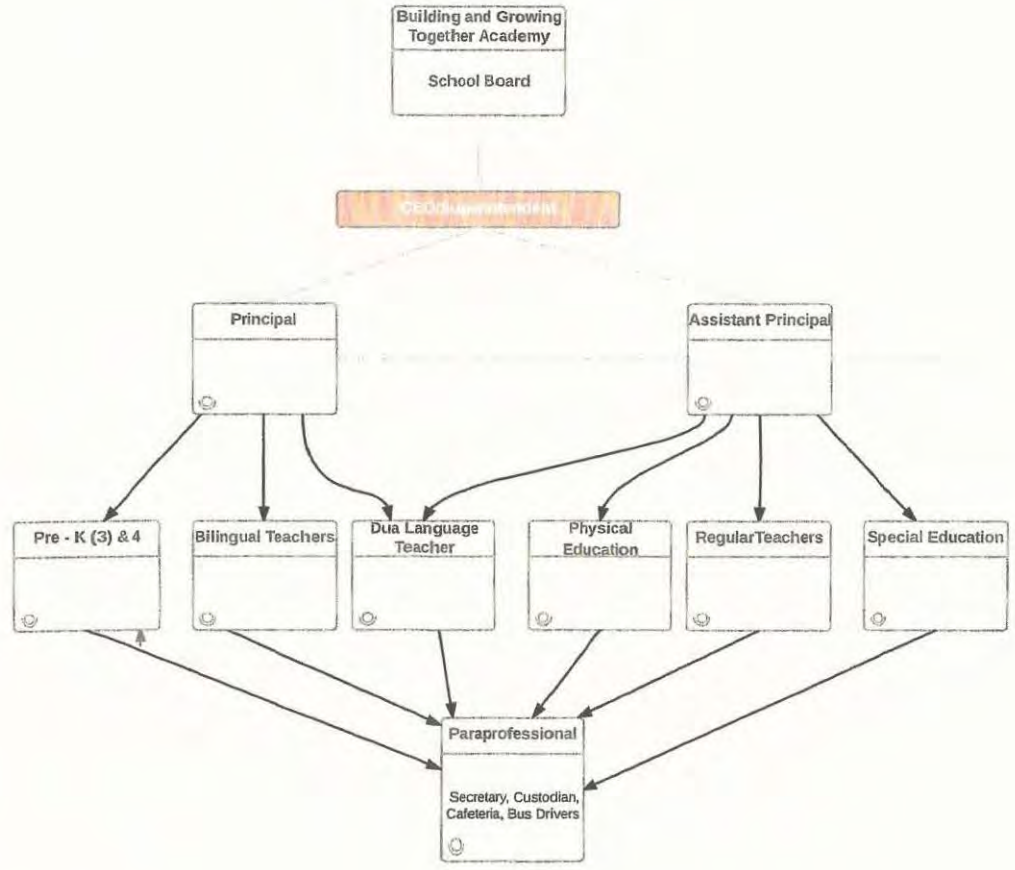 Building and Growing
Together Academy
School Board
CEO/Superintendent
Principal
Assistant Principal
Pre - K (3) & 4
Bilingual Teachers
Dua Language
Teacher
Physical
Education
RegularTeachers
Special Education
Paraprofessional
Secretary, Custodian,
Cafeteria, Bus Drivers